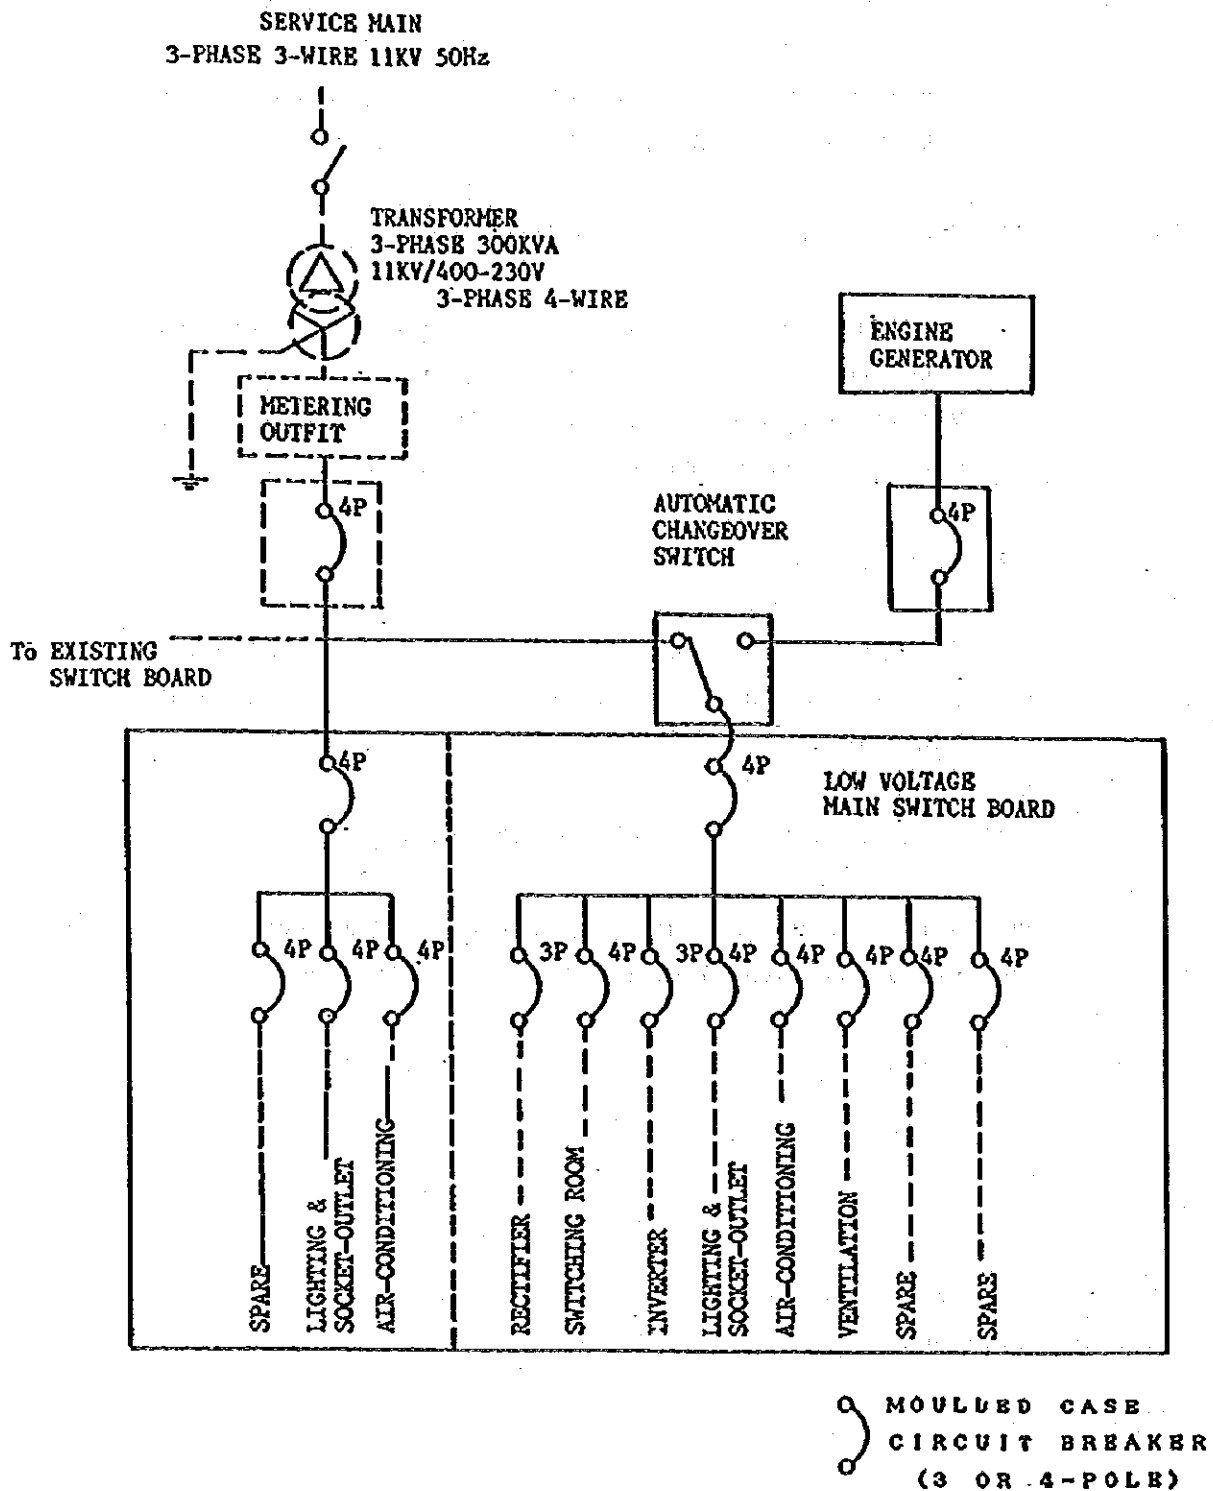 SERVICE MAIN
3-PHASE 3-WIRE 11KV 50Hz
TRANSFORMER
3-PHASE 300KVA
11KV/400-230V
3-PHASE 4-WIRE
ENGINE
GENERATOR
METERING
OUTFIT
4P
AUTOMATIC
CHANGEOVER
SWITCH
4P
To EXISTING
SWITCH BOARD
4P
4P
LOW VOLTAGE
MAIN SWITCH BOARD
4P
4P
4P
3P
4P
3P
4P
4P
4P
4P
4P
SPARE
LIGHTING &
SOCKET-OUTLET
AIR-CONDITIONING
RECTIFIER
SWITCHING ROOM
INVERTER
LIGHTING &
SOCKET-OUTLET
AIR-CONDITIONING
VENTILATION
SPARE
SPARE
MOULDED CASE
CIRCUIT BREAKER
(3 OR 4-POLE)